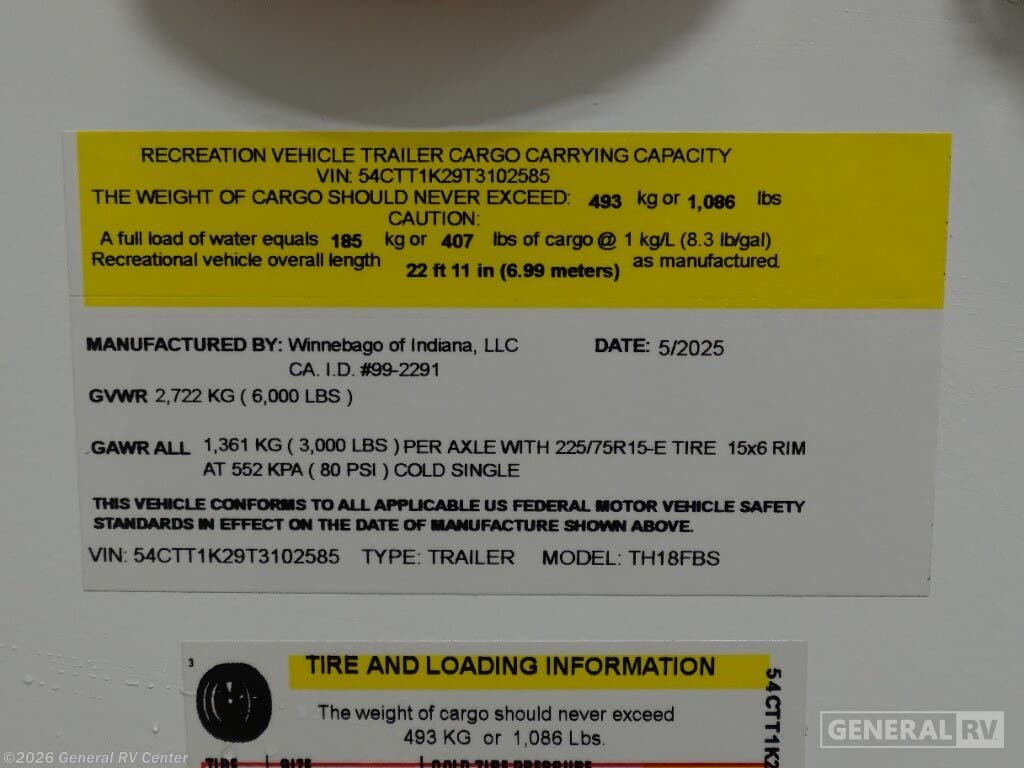 RECREATION VEHICLE TRAILER CARGO CARRYING CAPACITY
VIN: 54CTT1K29T3102585
THE WEIGHT OF CARGO SHOULD NEVER EXCEED: 493 kg or 1,086 lbs
CAUTION:
A full load of water equals 185 kg or 407 lbs of cargo @ 1 kg/L (8.3 lb/gal)
Recreational vehicle overall length 22 ft 11 in (6.99 meters) as manufactured.
MANUFACTURED BY: Winnebago of Indiana, LLC DATE: 5/2025
CA. I.D. #99-2291
GVWR 2,722 KG ( 6,000 LBS )
GAWR ALL 1,361 KG ( 3,000 LBS ) PER AXLE WITH 225/75R15-E TIRE 15x6 RIM
AT 552 KPA ( 80 PSI ) COLD SINGLE
THIS VEHICLE CONFORMS TO ALL APPLICABLE US FEDERAL MOTOR VEHICLE SAFETY
STANDARDS IN EFFECT ON THE DATE OF MANUFACTURE SHOWN ABOVE.
VIN: 54CTT1K29T3102585 TYPE: TRAILER MODEL: TH18FBS
3
TIRE AND LOADING INFORMATION
The weight of cargo should never exceed
493 KG or 1,086 Lbs.
54CTT1K2
TIRE SIZE COLD TIRE PRESSURE
GENERAL RV
©2026 General RV Center